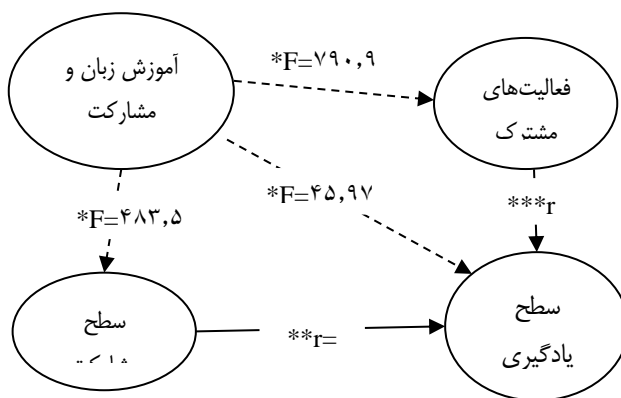 آموزش زبان و
مشارکت
*F=۷۹۰,۹
فعالیت‌های
مشترک
*F=۴۸۳,۵
*F=۴۵,۹۷
***r
سطح
**r=
سطح
یادگیری